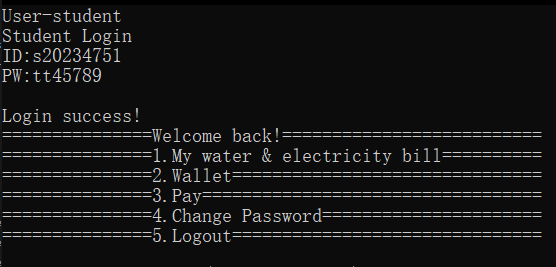 User-student
Student Login
ID:s20234751
PW:tt45789
Login success!
===============Welcome back!==========================
===============1.My water & electricity bill==========
===============2.Wallet===============================
===============3.Pay==================================
===============4.Change Password======================
===============5.Logout===============================